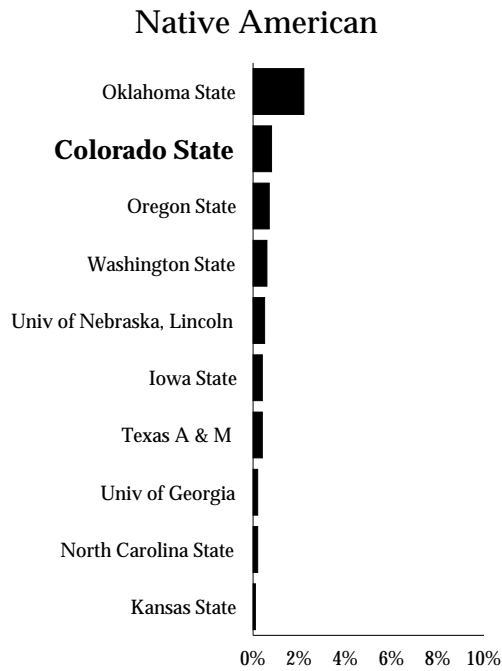 Native American
Oklahoma State
Colorado State
Oregon State
Washington State
Univ of Nebraska, Lincoln
Iowa State
Texas A & M
Univ of Georgia
North Carolina State
Kansas State
0% 2% 4% 6% 8% 10%